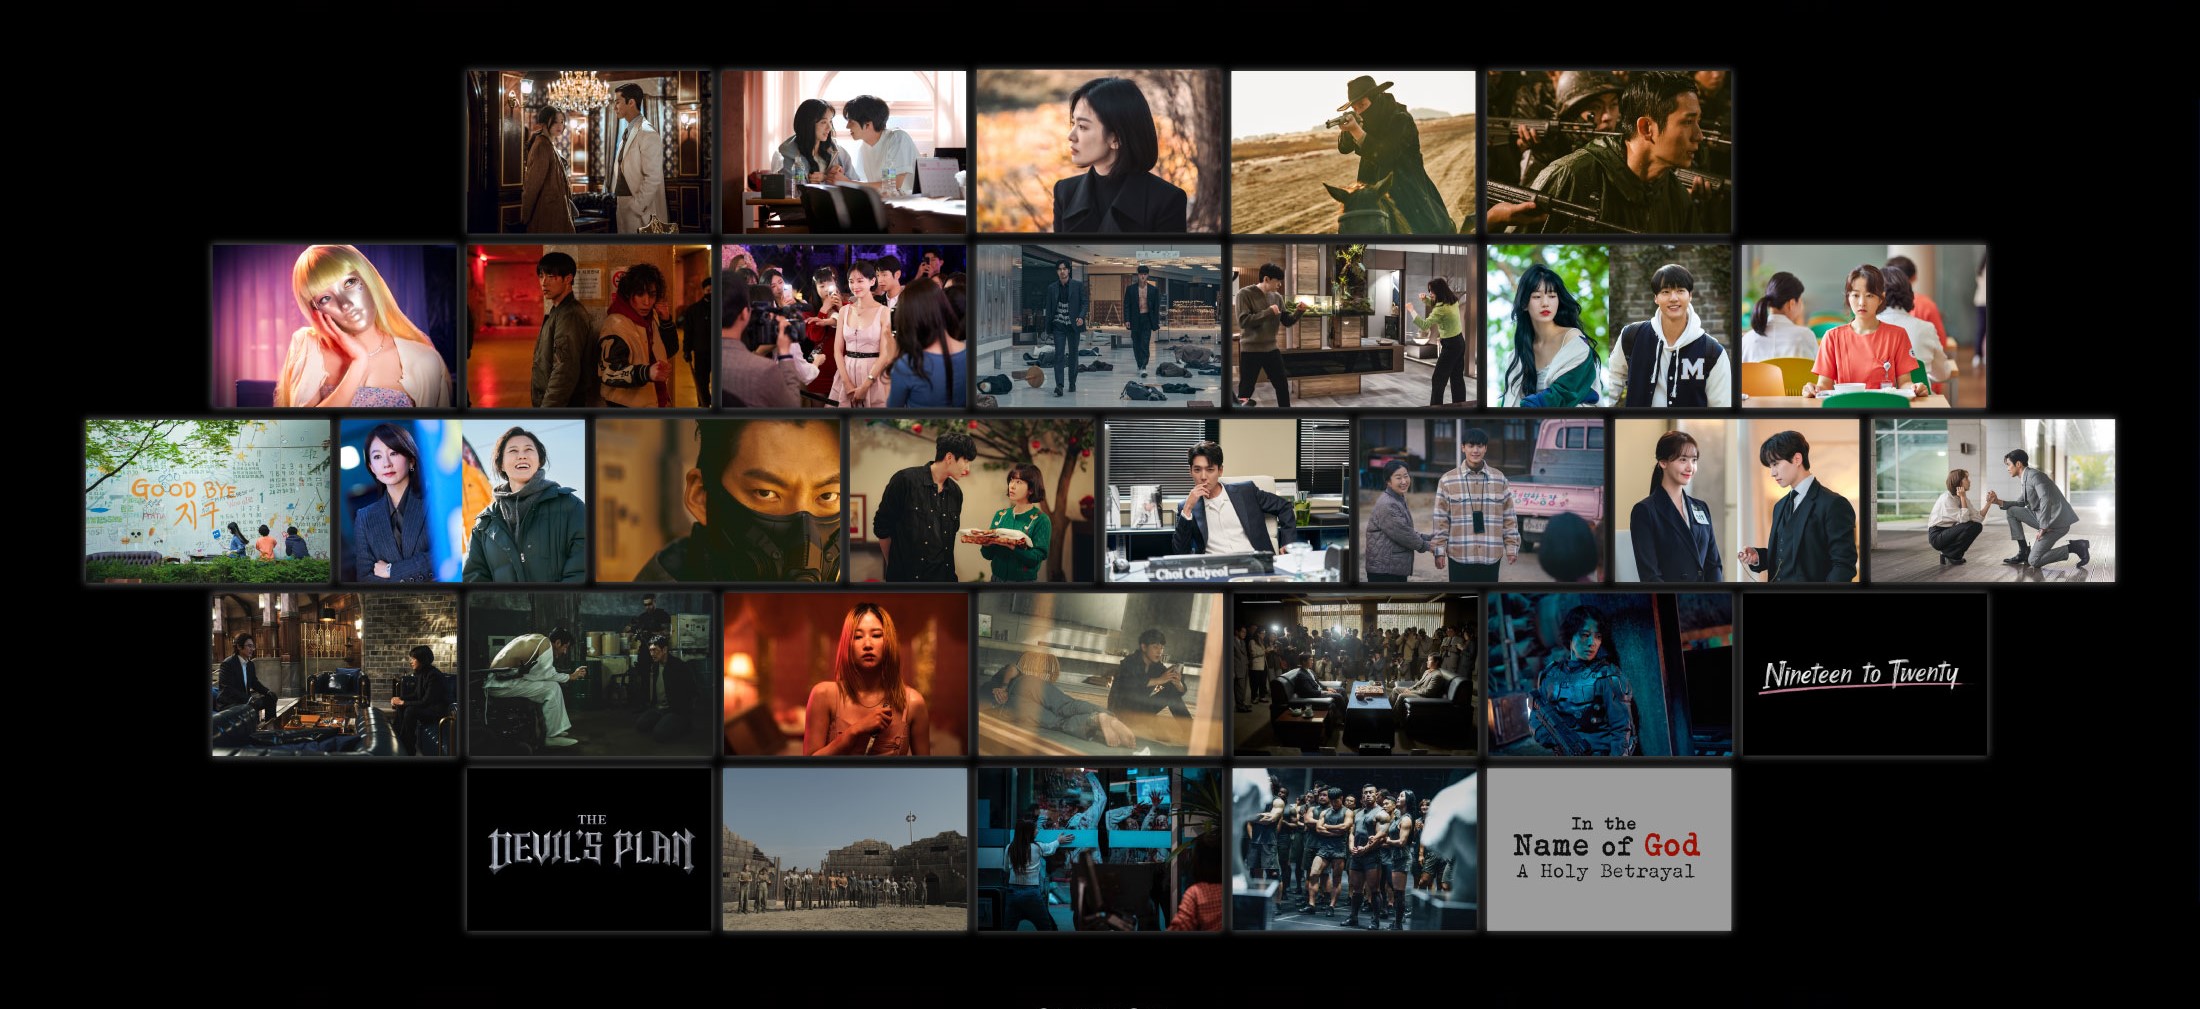 M
GOOD BYE
지구
Choi Chiyeol
Nineteen to Twenty
THE
DEVIL'S PLAN
In the
Name of God
A Holy Betrayal